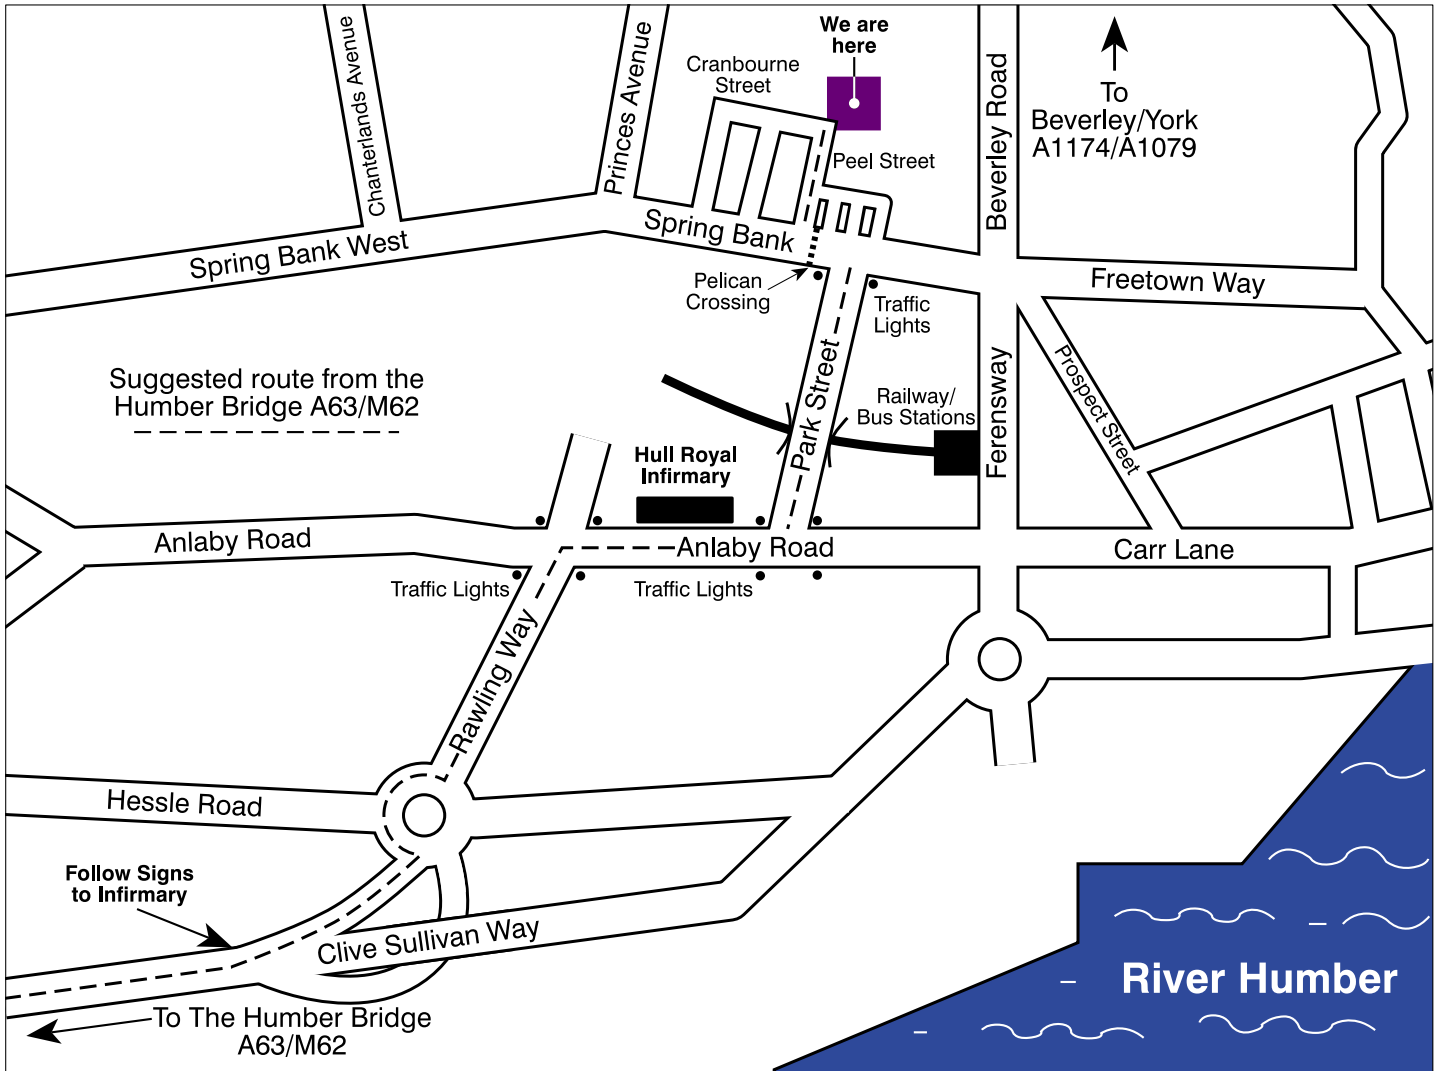 We are
here
Cranbourne
Street
Chanterlands Avenue
Princes Avenue
Beverley Road
To
Beverley/York
A1174/A1079
Peel Street
Spring Bank West
Spring Bank
Pelican
Crossing
Traffic
Lights
Freetown Way
Suggested route from the
Humber Bridge A63/M62
Park Street
Railway/
Bus Stations
Ferensway
Prospect Street
Hull Royal
Infirmary
Anlaby Road
Anlaby Road
Carr Lane
Traffic Lights
Traffic Lights
Rawling Way
Hessle Road
Follow Signs
to Infirmary
Clive Sullivan Way
River Humber
To The Humber Bridge
A63/M62